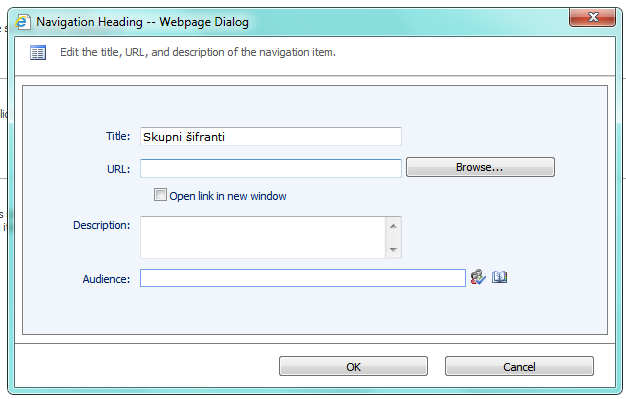 Navigation Heading -- Webpage Dialog
Edit the title, URL, and description of the navigation item.
Title: Skupni šifranti
URL: Browse...
Open link in new window
Description:
Audience:
OK Cancel